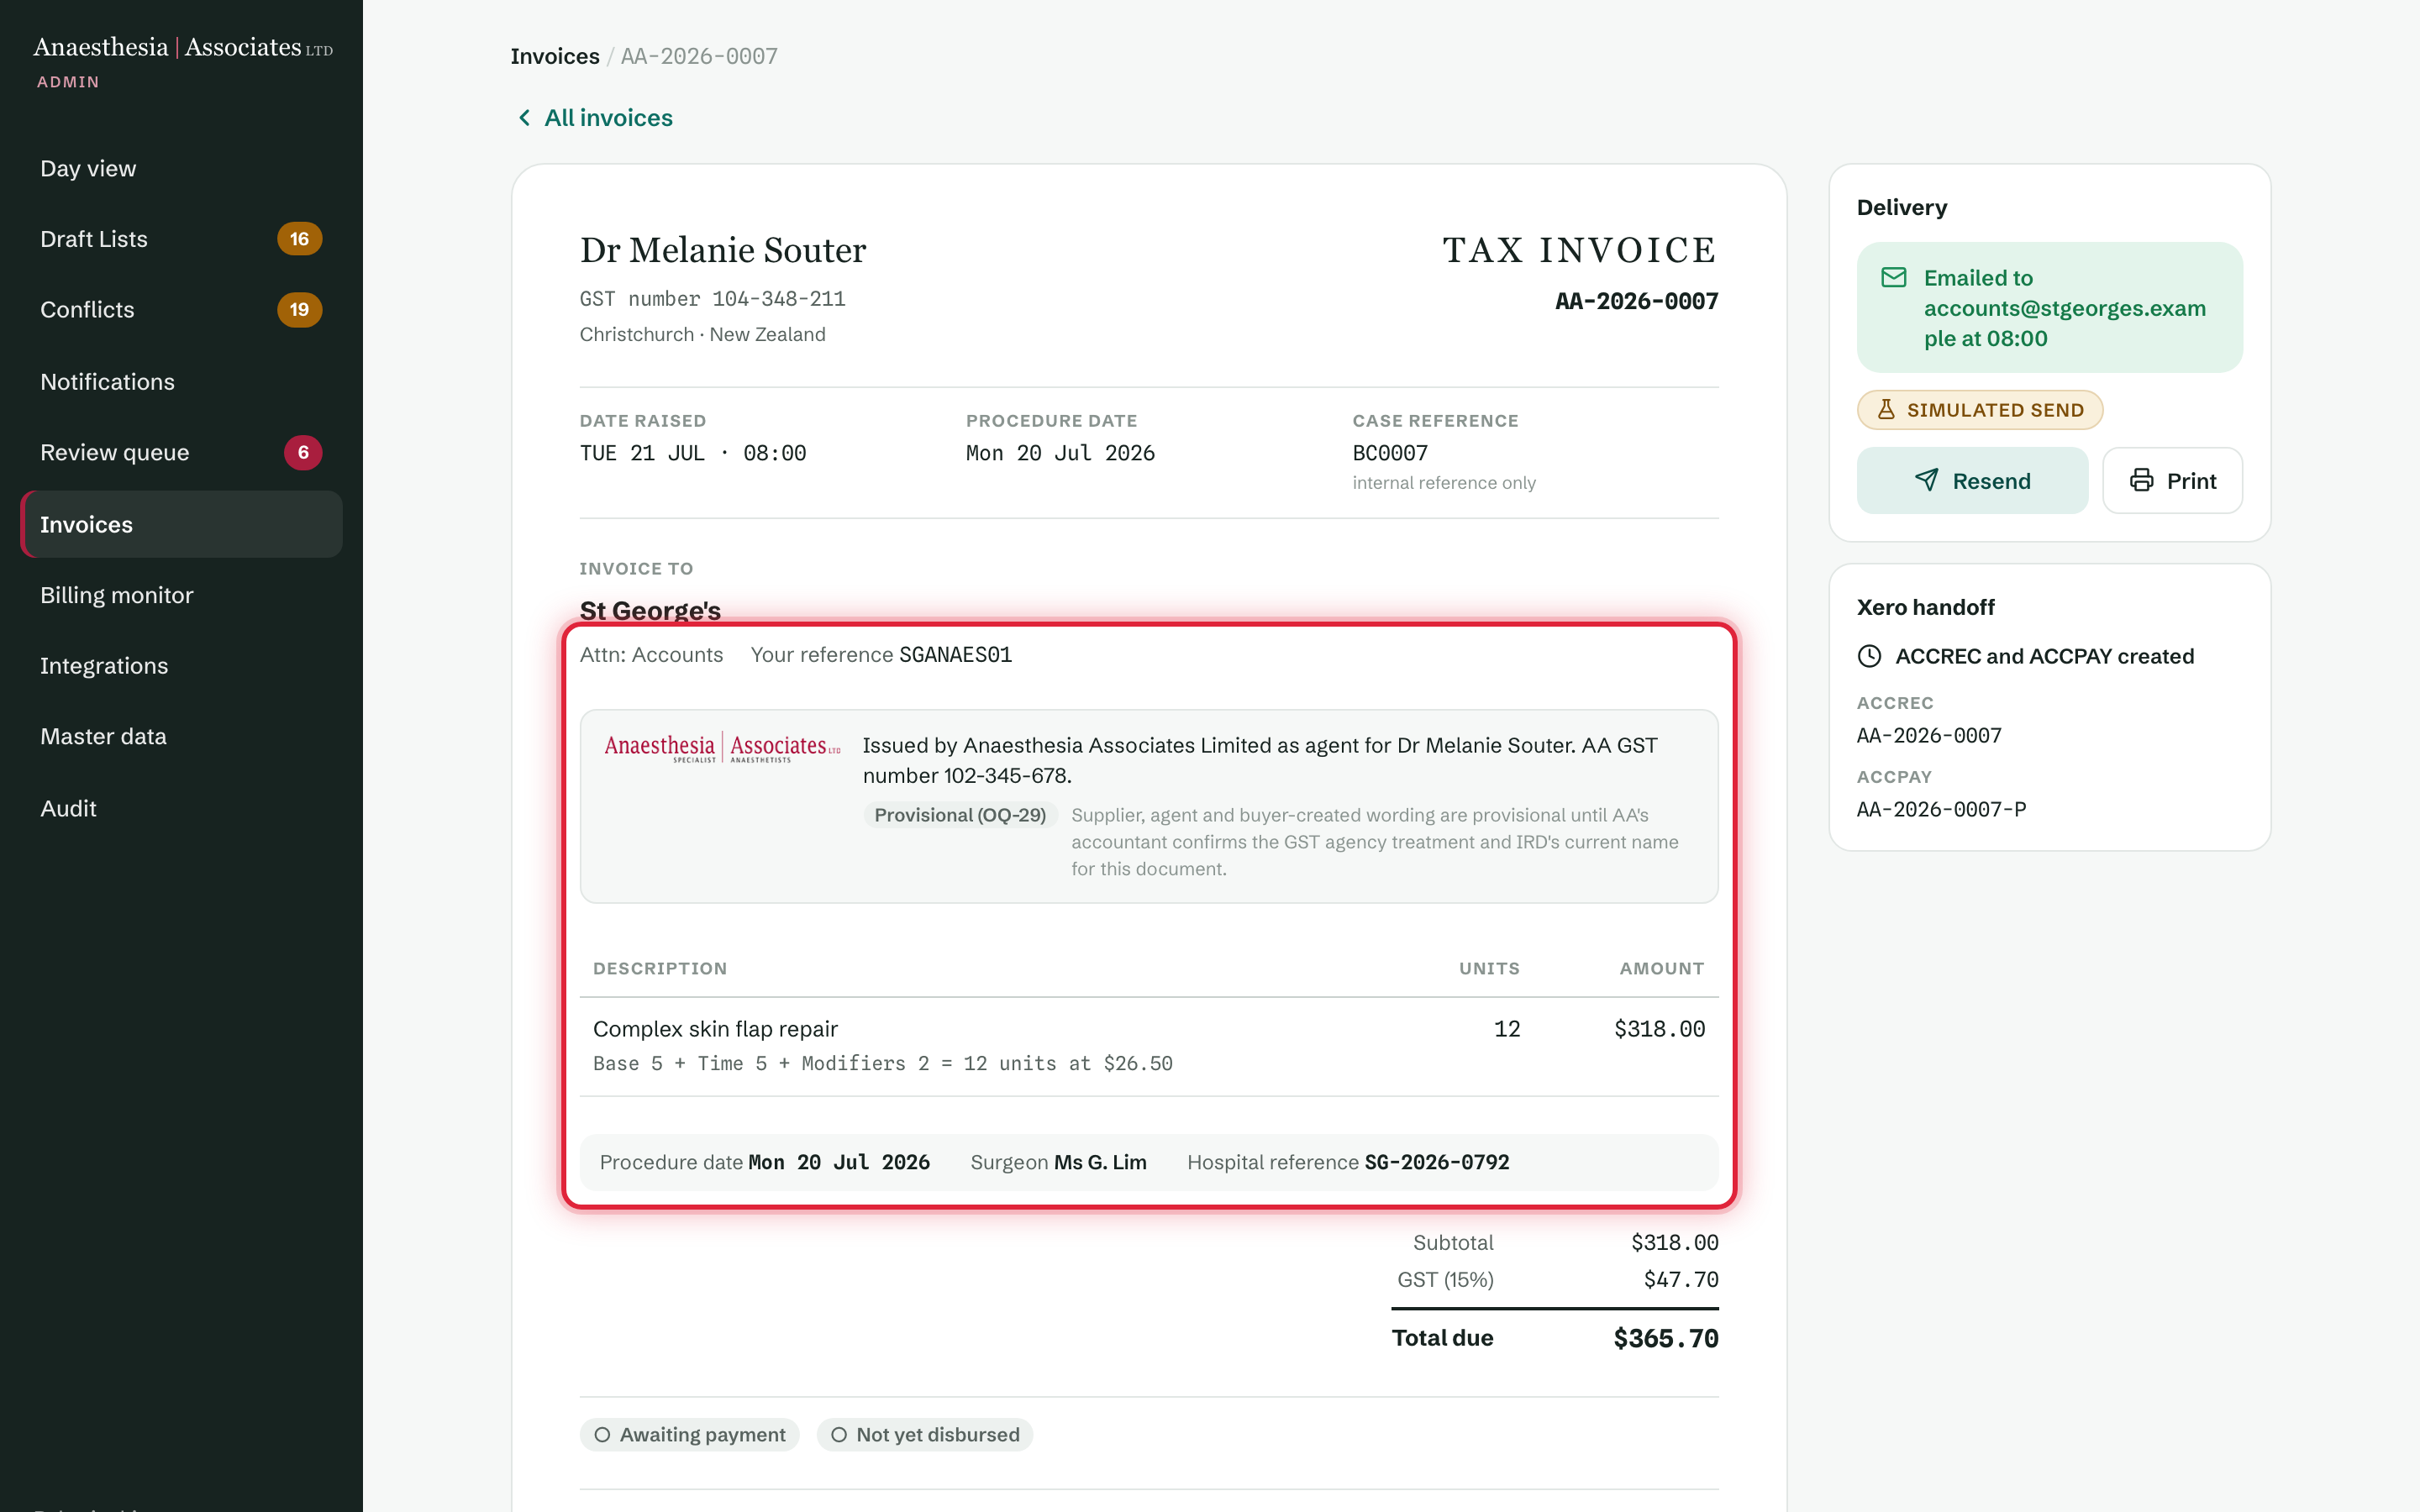 Anaesthesia | Associates LTD
ADMIN
Day view
Draft Lists 16
Conflicts 19
Notifications
Review queue 6
Invoices
Billing monitor
Integrations
Master data
Audit
Invoices / AA-2026-0007
All invoices
Dr Melanie Souter
GST number 104-348-211
Christchurch · New Zealand
TAX INVOICE
AA-2026-0007
DATE RAISED
TUE 21 JUL · 08:00
PROCEDURE DATE
Mon 20 Jul 2026
CASE REFERENCE
BC0007
internal reference only
INVOICE TO
St George's
Attn: Accounts Your reference SGANAES01
Anaesthesia | Associates LTD
SPECIALIST ANAESTHETISTS
Issued by Anaesthesia Associates Limited as agent for Dr Melanie Souter. AA GST
number 102-345-678.
Provisional (OQ-29) Supplier, agent and buyer-created wording are provisional until AA's
accountant confirms the GST agency treatment and IRD's current name
for this document.
DESCRIPTION UNITS AMOUNT
Complex skin flap repair 12 $318.00
Base 5 + Time 5 + Modifiers 2 = 12 units at $26.50
Procedure date Mon 20 Jul 2026 Surgeon Ms G. Lim Hospital reference SG-2026-0792
Subtotal $318.00
GST (15%) $47.70
Total due $365.70
Awaiting payment Not yet disbursed
Delivery
Emailed to
accounts@stgeorges.exam
ple at 08:00
SIMULATED SEND
Resend Print
Xero handoff
ACCREC and ACCPAY created
ACCREC
AA-2026-0007
ACCPAY
AA-2026-0007-P